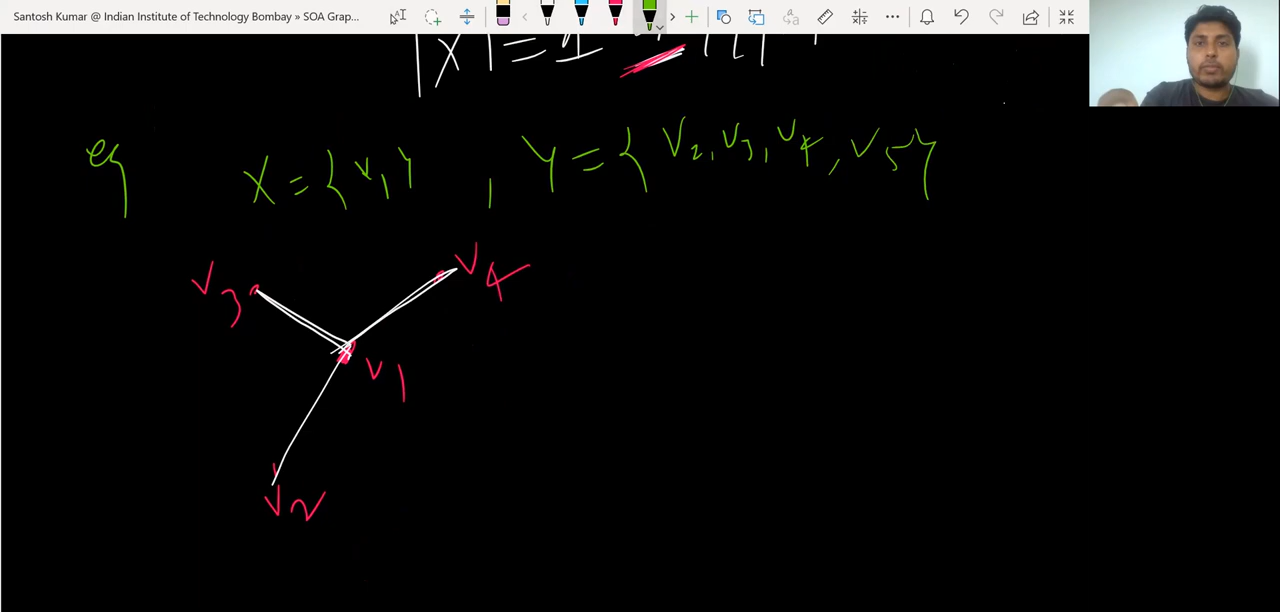 Santosh Kumar @ Indian Institute of Technology Bombay » SOA Grap...
|X| = 1
eg X = { v1 } , Y = { V2, V3, V4, V5 }
V3 V4
V1
V2